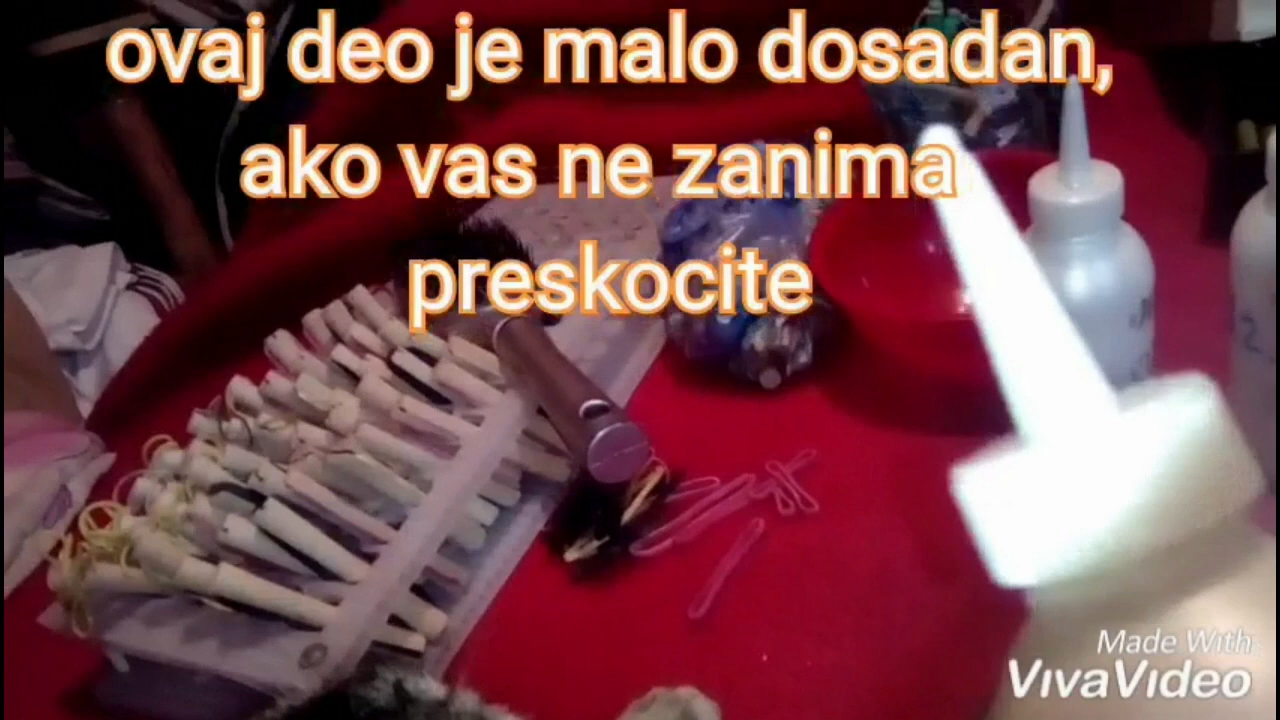 ovaj deo je malo dosadan,
ako vas ne zanima
preskocite
Made With
VivaVideo